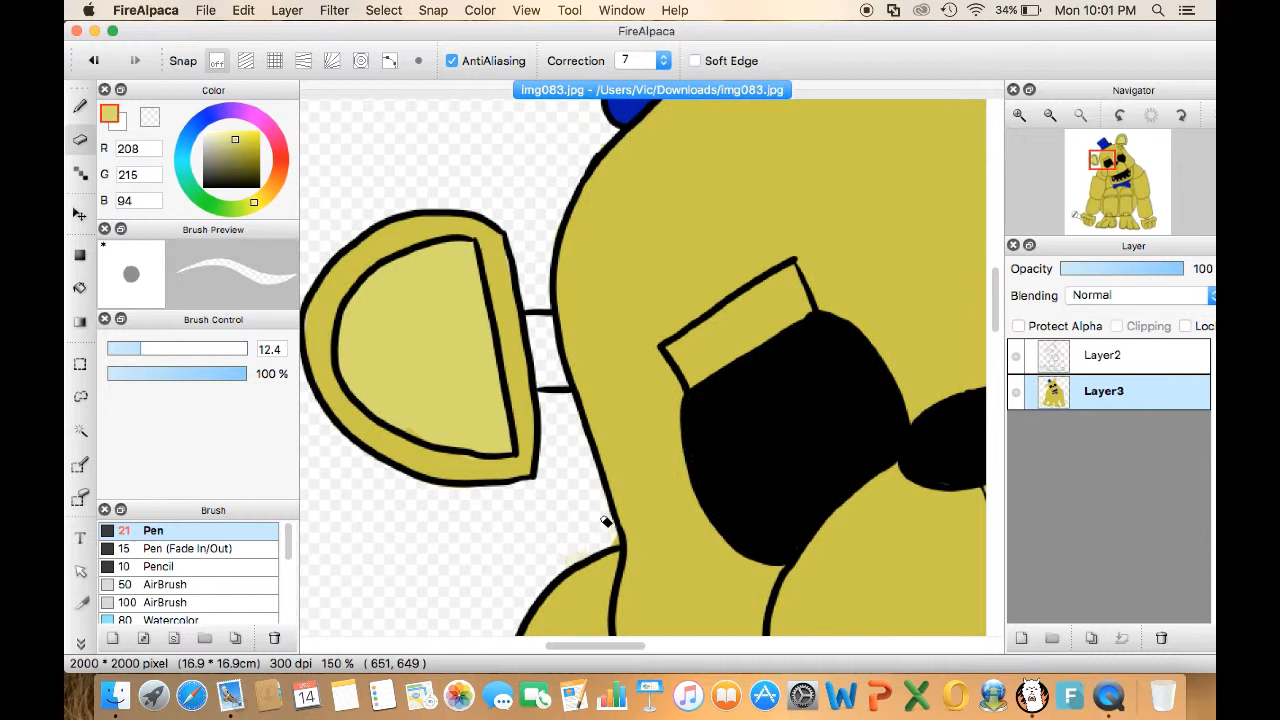 FireAlpaca File Edit Layer Filter Select Snap Color View Tool Window Help 34% Mon 10:01 PM
FireAlpaca
Snap off AntiAliasing Correction 7 Soft Edge
Color
img083.jpg - /Users/Vic/Downloads/img083.jpg
Navigator
R 208
G 215
B 94
Brush Preview
*
Layer
Opacity 100
Blending Normal
Protect Alpha Clipping Loc
Brush Control
12.4
100 %
Layer2
Layer3
Brush
21 Pen
15 Pen (Fade In/Out)
10 Pencil
50 AirBrush
100 AirBrush
80 Watercolor
T
2000 * 2000 pixel (16.9 * 16.9cm) 300 dpi 150 % ( 651, 649 )
14